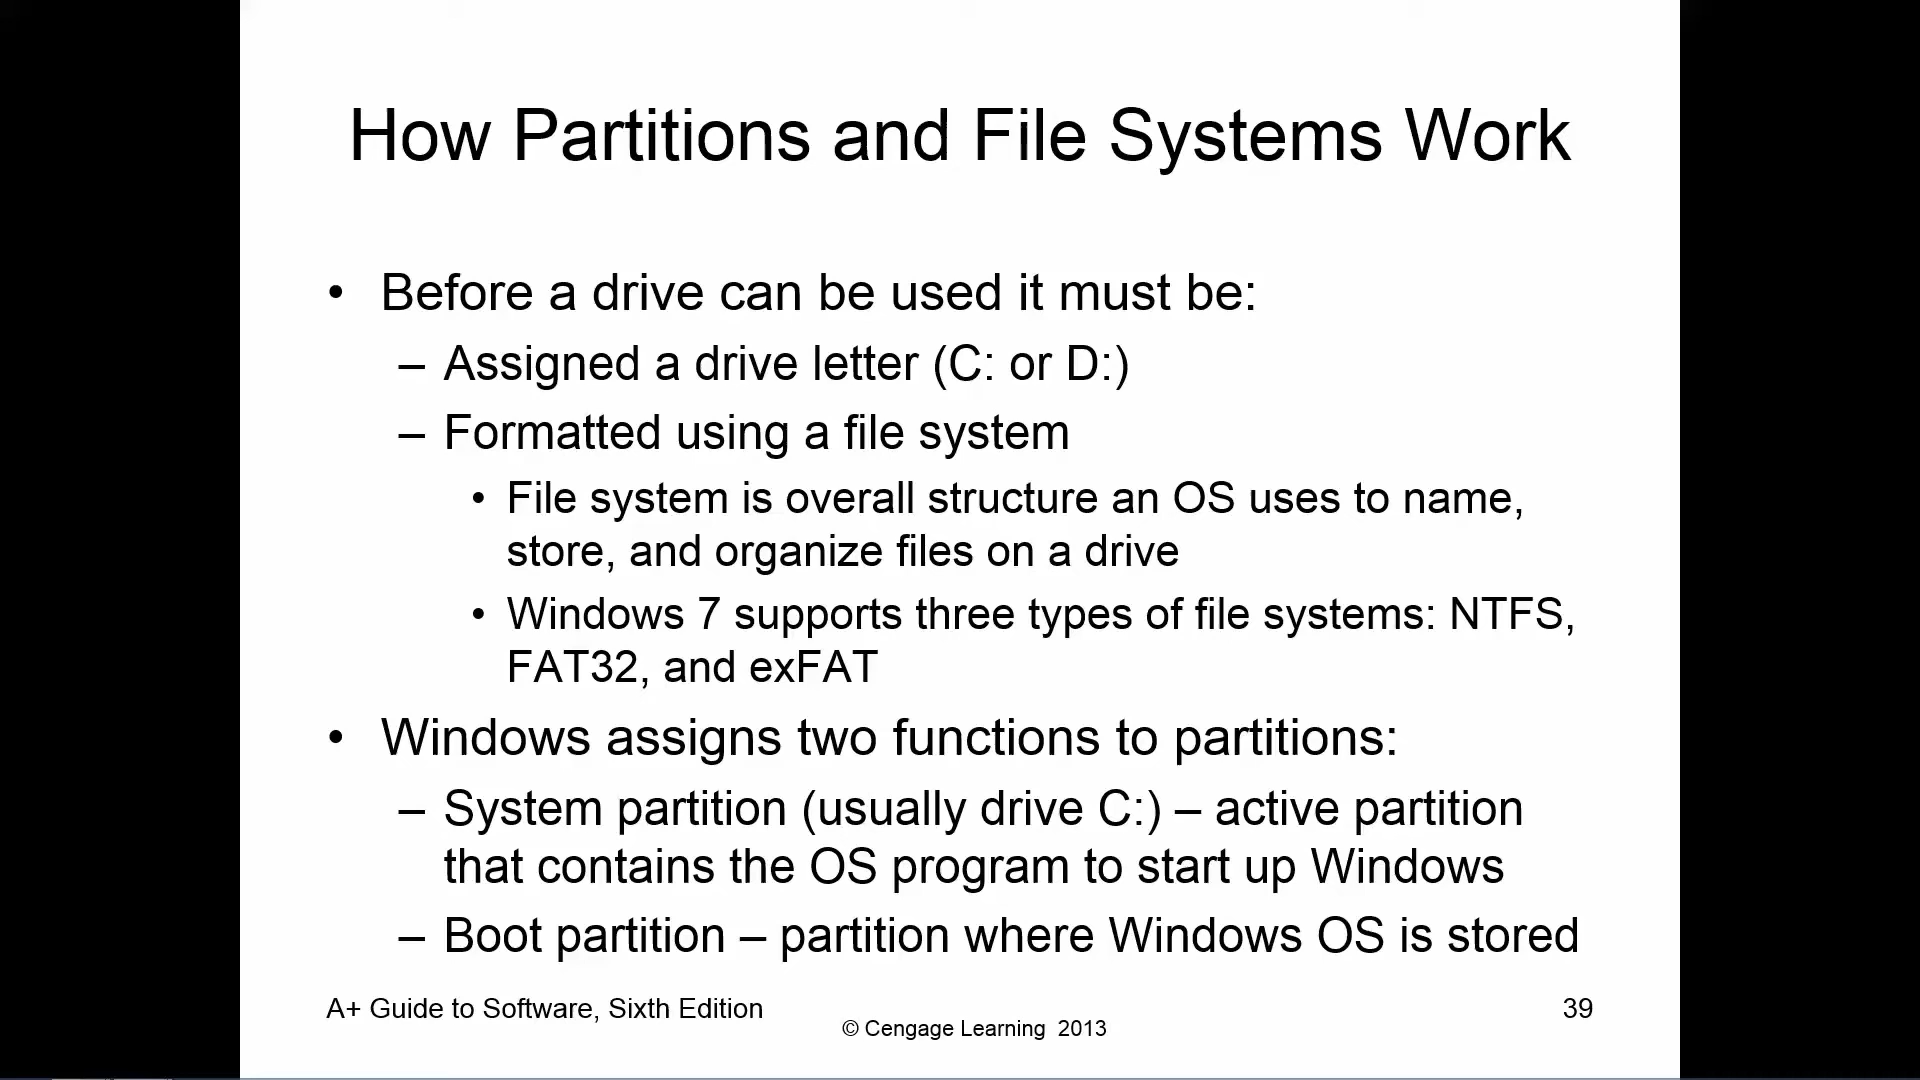 How Partitions and File Systems Work
• Before a drive can be used it must be:
– Assigned a drive letter (C: or D:)
– Formatted using a file system
• File system is overall structure an OS uses to name,
store, and organize files on a drive
• Windows 7 supports three types of file systems: NTFS,
FAT32, and exFAT
• Windows assigns two functions to partitions:
– System partition (usually drive C:) – active partition
that contains the OS program to start up Windows
– Boot partition – partition where Windows OS is stored
A+ Guide to Software, Sixth Edition
© Cengage Learning 2013
39